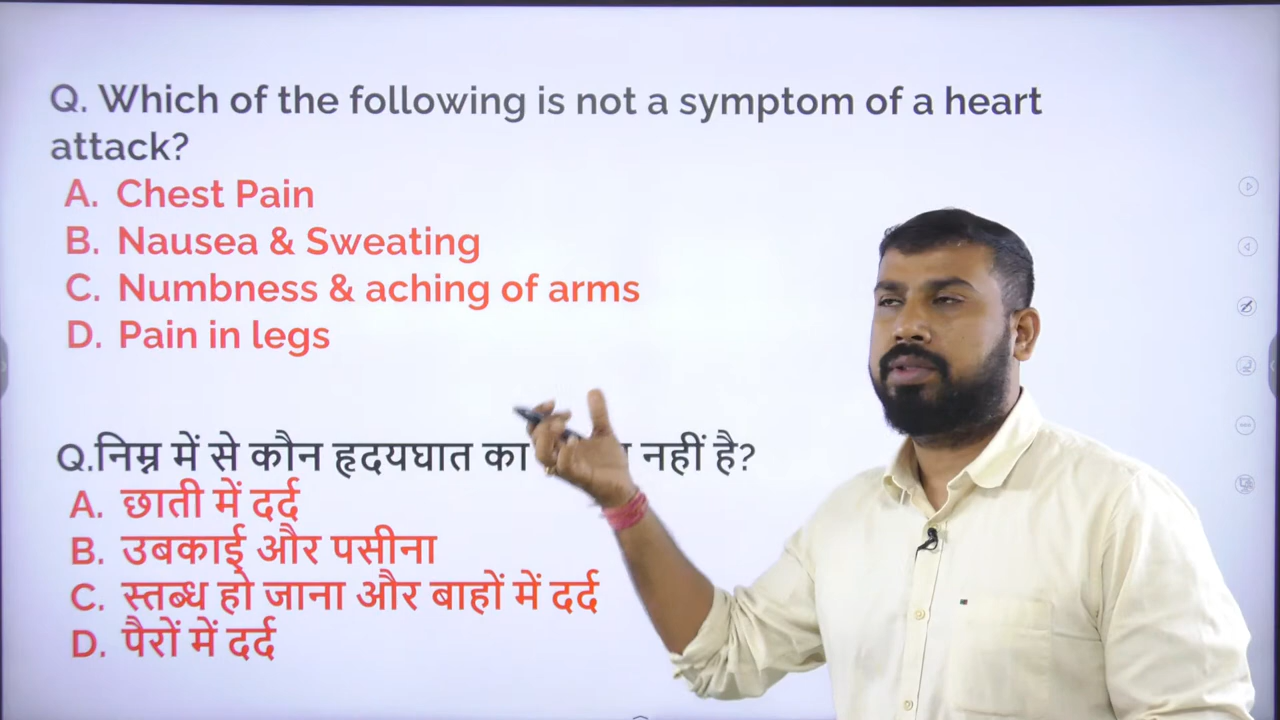 Q. Which of the following is not a symptom of a heart
attack?
A. Chest Pain
B. Nausea & Sweating
C. Numbness & aching of arms
D. Pain in legs
Q.निम्न में से कौन हृदयघात का नहीं है?
A. छाती में दर्द
B. उबकाई और पसीना
C. स्तब्ध हो जाना और बाहों में दर्द
D. पैरों में दर्द